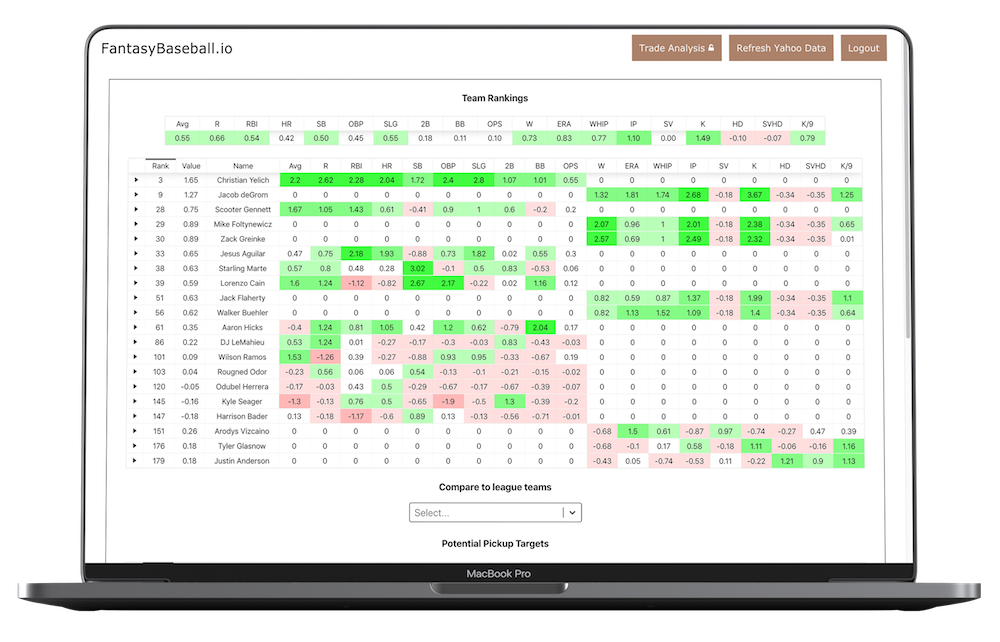 FantasyBaseball.io
Trade Analysis Refresh Yahoo Data Logout
Team Rankings
Avg R RBI HR SB OBP SLG 2B BB OPS W ERA WHIP IP SV K HD SVHD K/9
0.55 0.66 0.54 0.42 0.50 0.45 0.55 0.18 0.11 0.10 0.73 0.83 0.77 1.10 0.00 1.49 -0.10 -0.07 0.79
Rank Value Name Avg R RBI HR SB OBP SLG 2B BB OPS W ERA WHIP IP SV K HD SVHD K/9
3 1.65 Christian Yelich 2.2 2.62 2.28 2.04 1.72 2.4 2.8 1.07 1.01 0.55 0 0 0 0 0 0 0 0 0
9 1.27 Jacob deGrom 0 0 0 0 0 0 0 0 0 0 1.32 1.81 1.74 2.68 -0.18 3.67 -0.34 -0.35 1.25
28 0.75 Scooter Gennett 1.67 1.05 1.43 0.61 -0.41 0.9 1 0.6 -0.2 0.2 0 0 0 0 0 0 0 0 0
29 0.89 Mike Foltynewicz 0 0 0 0 0 0 0 0 0 0 2.07 0.96 1 2.01 -0.18 2.38 -0.34 -0.35 0.65
30 0.89 Zack Greinke 0 0 0 0 0 0 0 0 0 0 2.57 0.69 1 2.49 -0.18 2.32 -0.34 -0.35 0.01
33 0.65 Jesus Aguilar 0.47 0.75 2.18 1.93 -0.88 0.73 1.82 0.02 0.55 0.3 0 0 0 0 0 0 0 0 0
38 0.63 Starling Marte 0.57 0.8 0.48 0.28 3.02 -0.1 0.5 0.83 -0.53 0.06 0 0 0 0 0 0 0 0 0
39 0.59 Lorenzo Cain 1.6 1.24 -1.12 -0.82 2.67 2.17 -0.22 0.02 1.16 0.12 0 0 0 0 0 0 0 0 0
51 0.63 Jack Flaherty 0 0 0 0 0 0 0 0 0 0 0.82 0.59 0.87 1.37 -0.18 1.99 -0.34 -0.35 1.1
56 0.62 Walker Buehler 0 0 0 0 0 0 0 0 0 0 0.82 1.13 1.52 1.09 -0.18 1.4 -0.34 -0.35 0.64
61 0.35 Aaron Hicks -0.4 1.24 0.81 1.05 0.42 1.2 0.62 -0.79 2.04 0.17 0 0 0 0 0 0 0 0 0
86 0.22 DJ LeMahieu 0.53 1.24 0.01 -0.27 -0.17 -0.3 -0.03 0.83 -0.43 -0.03 0 0 0 0 0 0 0 0 0
101 0.09 Wilson Ramos 1.53 -1.26 0.39 -0.27 -0.88 0.93 0.95 -0.33 -0.67 0.19 0 0 0 0 0 0 0 0 0
103 0.04 Rougned Odor -0.23 0.56 0.06 0.06 0.54 -0.13 -0.1 -0.21 -0.15 -0.02 0 0 0 0 0 0 0 0 0
120 -0.05 Odubel Herrera -0.17 -0.03 0.43 0.5 -0.29 -0.67 -0.17 -0.67 -0.39 -0.07 0 0 0 0 0 0 0 0 0
145 -0.16 Kyle Seager -1.3 -0.13 0.76 0.5 -0.65 -1.9 -0.5 1.3 -0.39 -0.2 0 0 0 0 0 0 0 0 0
147 -0.18 Harrison Bader 0.13 -0.18 -1.17 -0.6 0.89 0.13 -0.13 -0.56 -0.71 -0.01 0 0 0 0 0 0 0 0 0
151 0.26 Arodys Vizcaino 0 0 0 0 0 0 0 0 0 0 -0.68 1.5 0.61 -0.87 0.97 -0.74 -0.27 0.47 0.39
176 0.18 Tyler Glasnow 0 0 0 0 0 0 0 0 0 0 -0.68 -0.1 0.17 0.58 -0.18 1.11 -0.06 -0.16 1.16
179 0.18 Justin Anderson 0 0 0 0 0 0 0 0 0 0 -0.43 0.05 -0.74 -0.53 0.11 -0.22 1.21 0.9 1.13
Compare to league teams
Select...
Potential Pickup Targets
MacBook Pro